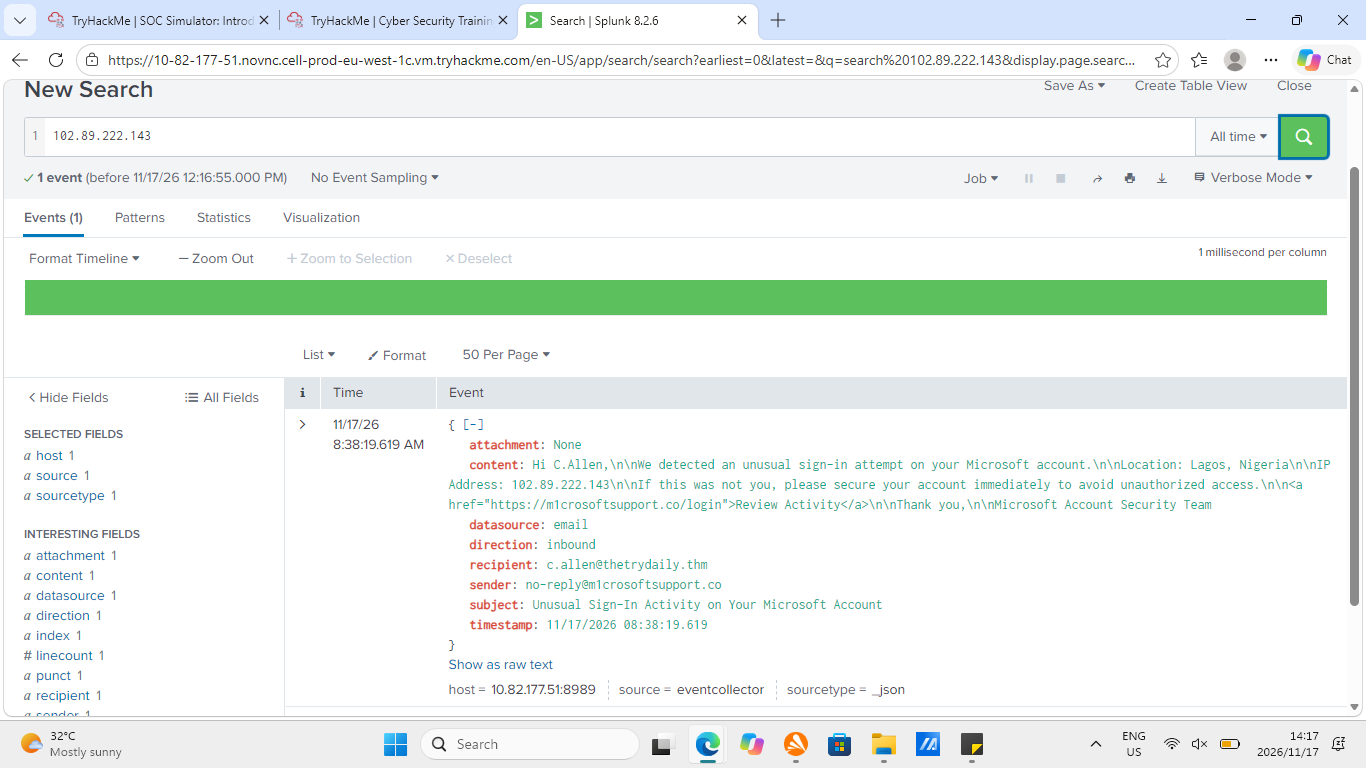 TryHackMe | SOC Simulator: Introd
TryHackMe | Cyber Security Trainin
Search | Splunk 8.2.6
https://10-82-177-51.novnc.cell-prod-eu-west-1c.vm.tryhackme.com/en-US/app/search/search?earliest=0&latest=&q=search%20102.89.222.143&display.page.searc...
Chat
New Search
Save As
Create Table View
Close
1 102.89.222.143
All time
1 event (before 11/17/26 12:16:55.000 PM)
No Event Sampling
Job
Verbose Mode
Events (1)
Patterns
Statistics
Visualization
Format Timeline
— Zoom Out
+ Zoom to Selection
× Deselect
1 millisecond per column
List
Format
50 Per Page
< Hide Fields
All Fields
i
Time
Event
SELECTED FIELDS
a host 1
a source 1
a sourcetype 1
INTERESTING FIELDS
a attachment 1
a content 1
a datasource 1
a direction 1
a index 1
# linecount 1
a punct 1
a recipient 1
a sender 1
>
11/17/26
8:38:19.619 AM
{ [-]
attachment: None
content: Hi C.Allen,\n\nWe detected an unusual sign-in attempt on your Microsoft account.\n\nLocation: Lagos, Nigeria\n\nIP
Address: 102.89.222.143\n\nIf this was not you, please secure your account immediately to avoid unauthorized access.\n\n<a
href="https://m1crosoftsupport.co/login">Review Activity</a>\n\nThank you,\n\nMicrosoft Account Security Team
datasource: email
direction: inbound
recipient: c.allen@thetrydaily.thm
sender: no-reply@m1crosoftsupport.co
subject: Unusual Sign-In Activity on Your Microsoft Account
timestamp: 11/17/2026 08:38:19.619
}
Show as raw text
host = 10.82.177.51:8989
source = eventcollector
sourcetype = _json
32°C
Mostly sunny
Search
ENG
US
14:17
2026/11/17